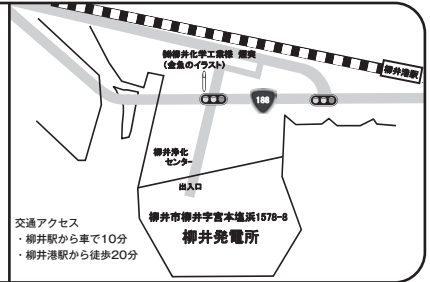 ㈱柳井化学工業様 煙突
(金魚のイラスト)
柳井港駅
188
柳井浄化
センター
出入口
柳井市柳井字宮本塩浜1578-8
柳井発電所
交通アクセス
・柳井駅から車で10分
・柳井港駅から徒歩20分